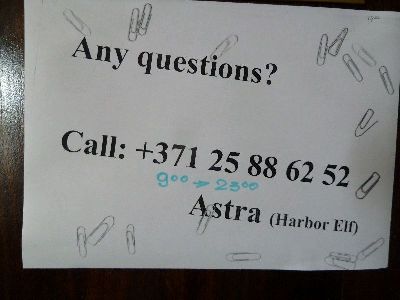 Any questions?
Call: +371 25 88 62 52
9⁰⁰ → 23⁰⁰
Astra (Harbor Elf)